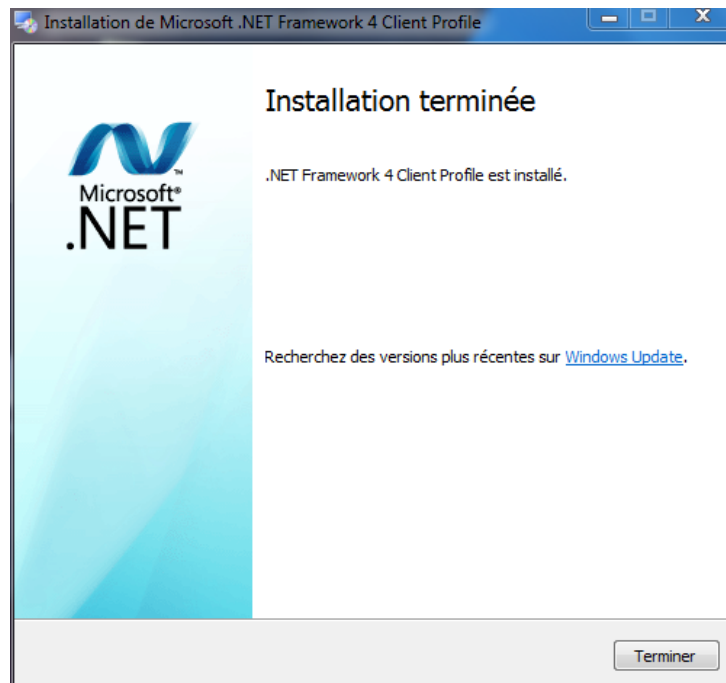 Installation de Microsoft .NET Framework 4 Client Profile
Installation terminée
.NET Framework 4 Client Profile est installé.
Microsoft®
.NET™
Recherchez des versions plus récentes sur Windows Update.
Terminer